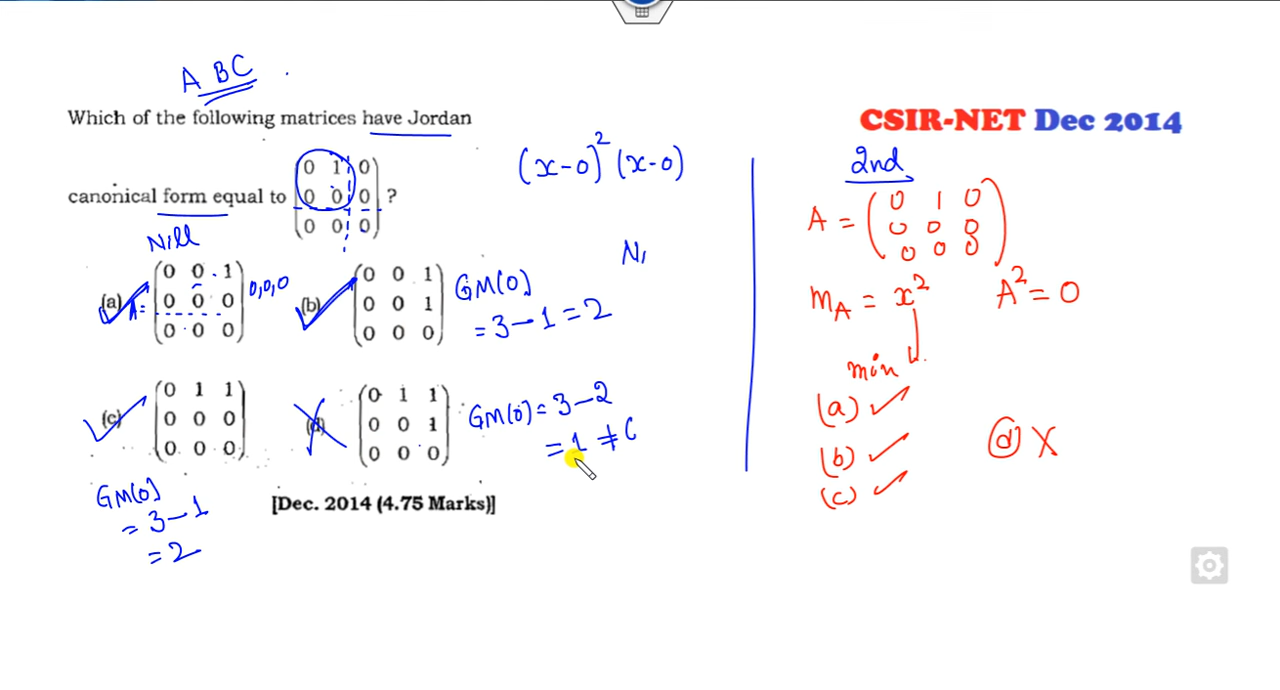 A BC
Which of the following matrices have Jordan
canonical form equal to
0 1 0
0 0 0
0 0 0
?
(x-0)² (x-0)
Nill
N,
(a)
A =
0 0 1
0 0 0
0 0 0
0,0,0
(b)
0 0 1
0 0 1
0 0 0
GM(0)
= 3-1 = 2
(c)
0 1 1
0 0 0
0 0 0
GM(0)
= 3-1
= 2
(d)
0 1 1
0 0 1
0 0 0
GM(0) = 3-2
= 1 ≠ C
[Dec. 2014 (4.75 Marks)]
CSIR-NET Dec 2014
2nd
A =
0 1 0
0 0 0
0 0 0
m_A = x²
A² = 0
min
(a) ✓
(b) ✓
(c) ✓
(d) X